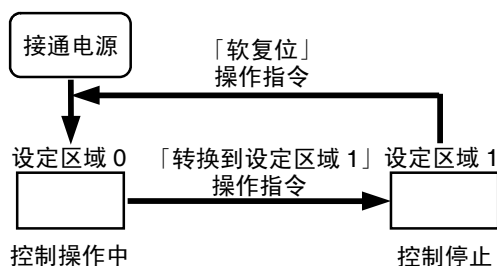 接通电源
「软复位」
操作指令
设定区域 0
「转换到设定区域 1」
操作指令
设定区域 1
控制操作中
控制停止